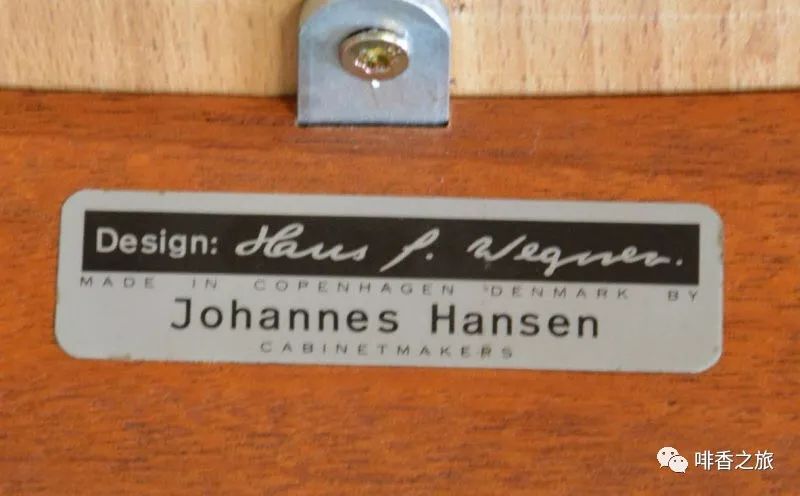 Design: Hans J. Wegner.
MADE IN COPENHAGEN DENMARK BY
Johannes Hansen
CABINETMAKERS
啡香之旅